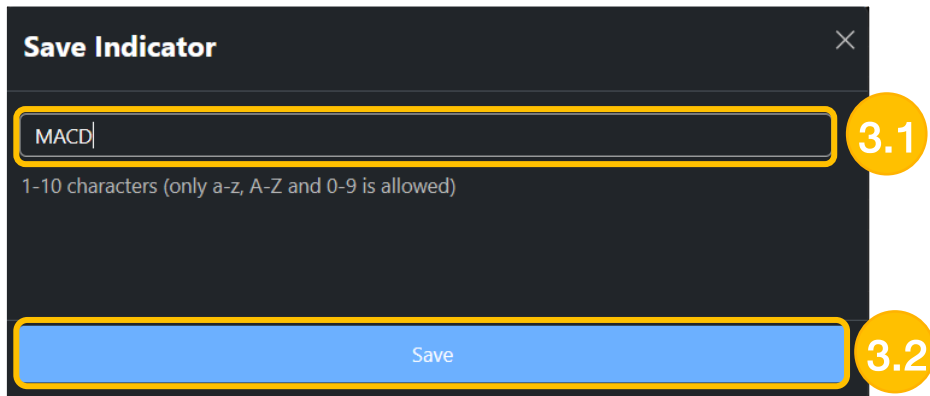 Save Indicator
MACD
3.1
1-10 characters (only a-z, A-Z and 0-9 is allowed)
Save
3.2